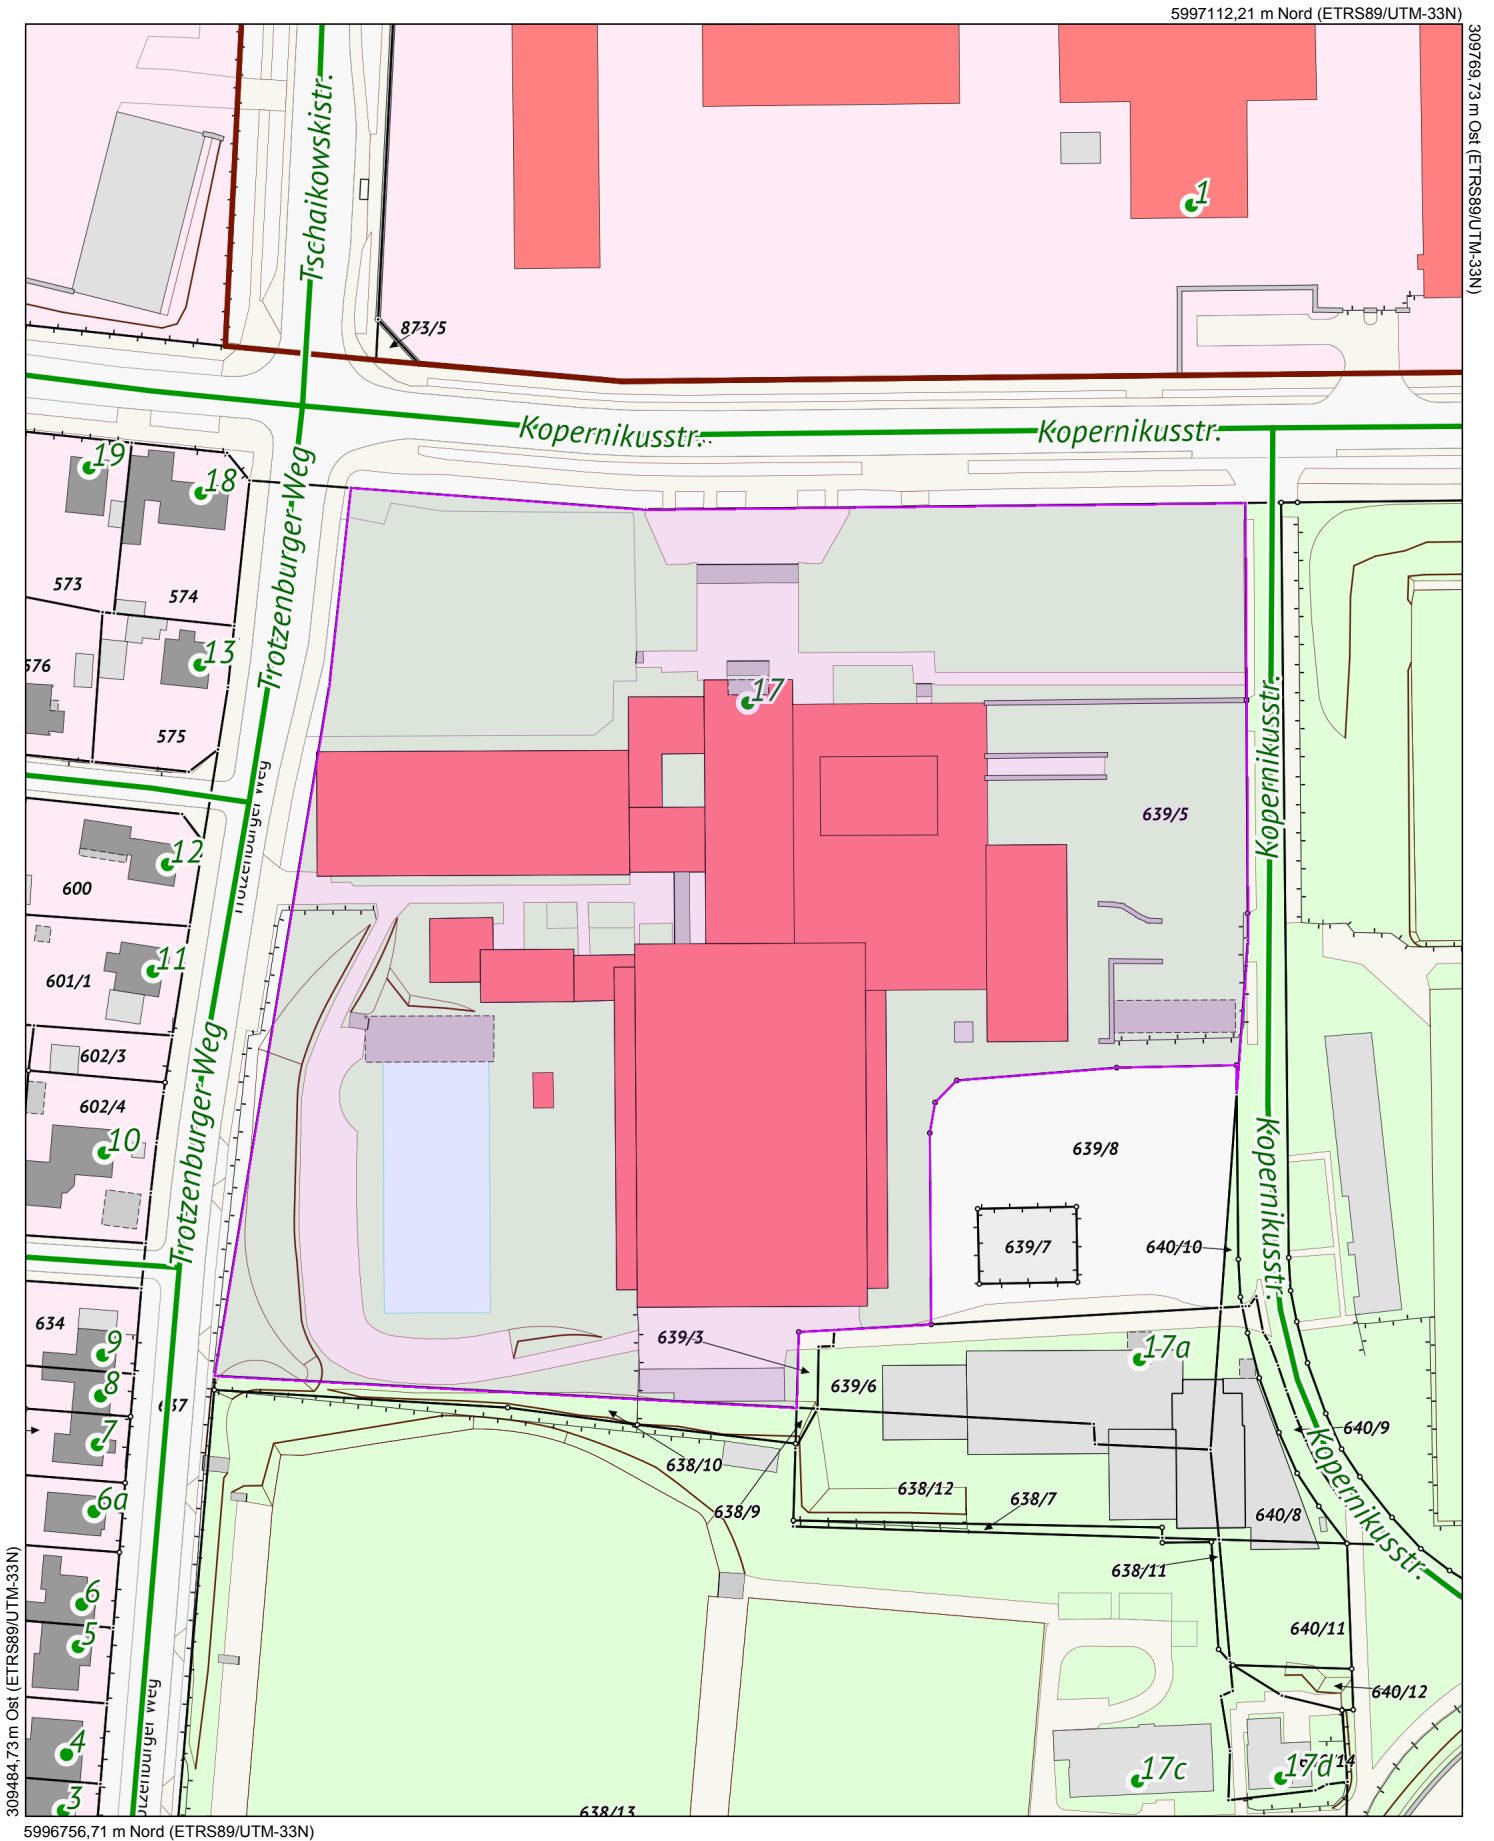 5997112,21 m Nord (ETRS89/UTM-33N)
309769,73 m Ost (ETRS89/UTM-33N)
Tschaikowskistr.
1
873/5
Kopernikusstr.
Kopernikusstr.
19
18
Trotzenburger-Weg
573
574
13
17
575
Kopernikusstr.
639/5
12
600
11
601/1
602/3
602/4
10
Trotzenburger-Weg
639/8
Kopernikusstr.
639/7
640/10
634
9
639/3
17a
8
639/6
7
640/9
638/10
Kopernikusstr.
6a
638/9
638/12
638/7
640/8
638/11
6
5
640/11
640/12
4
17c
17d
3
638/13
309484,73 m Ost (ETRS89/UTM-33N)
5996756,71 m Nord (ETRS89/UTM-33N)